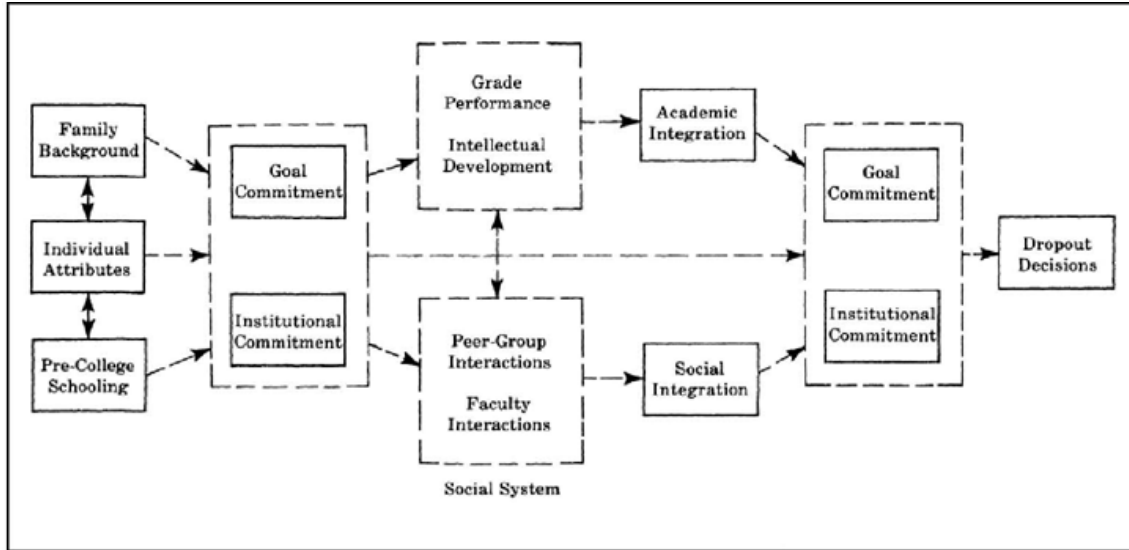 Family
Background
Individual
Attributes
Pre-College
Schooling
Goal
Commitment
Institutional
Commitment
Grade
Performance
Intellectual
Development
Peer-Group
Interactions
Faculty
Interactions
Social System
Academic
Integration
Social
Integration
Goal
Commitment
Institutional
Commitment
Dropout
Decisions